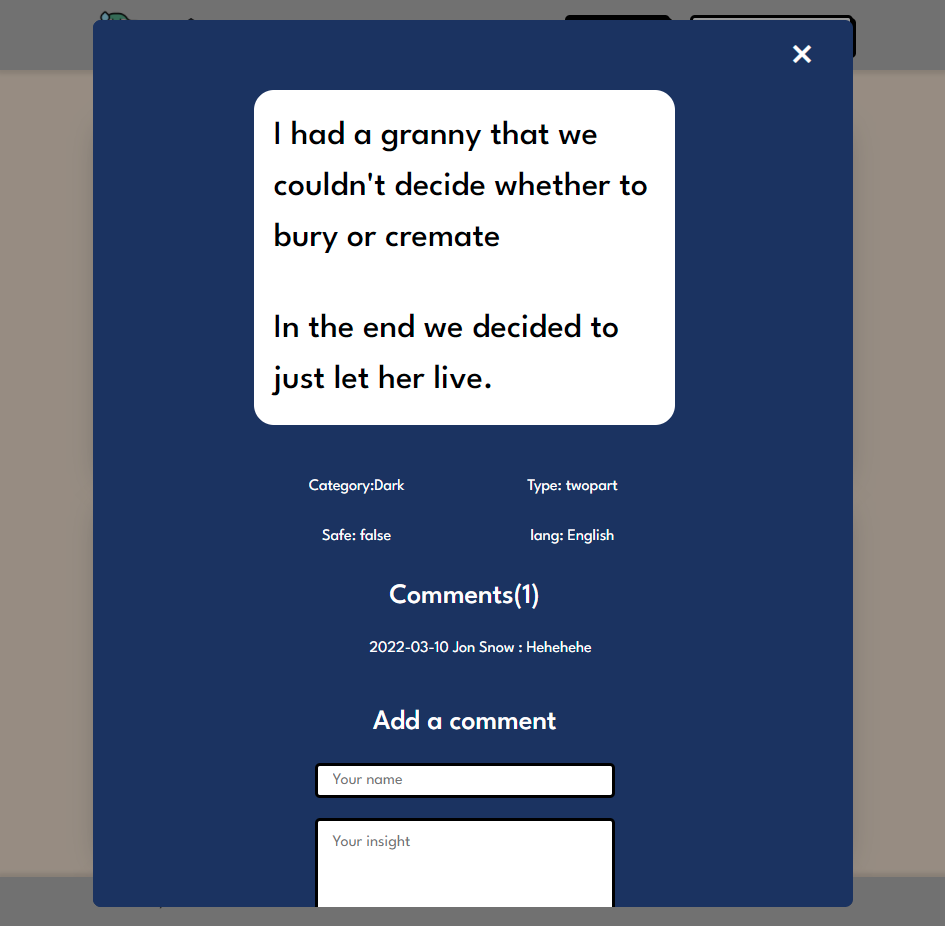 ×
I had a granny that we
couldn't decide whether to
bury or cremate
In the end we decided to
just let her live.
Category:Dark
Type: twopart
Safe: false
lang: English
Comments(1)
2022-03-10 Jon Snow : Hehehehe
Add a comment
Your name
Your insight